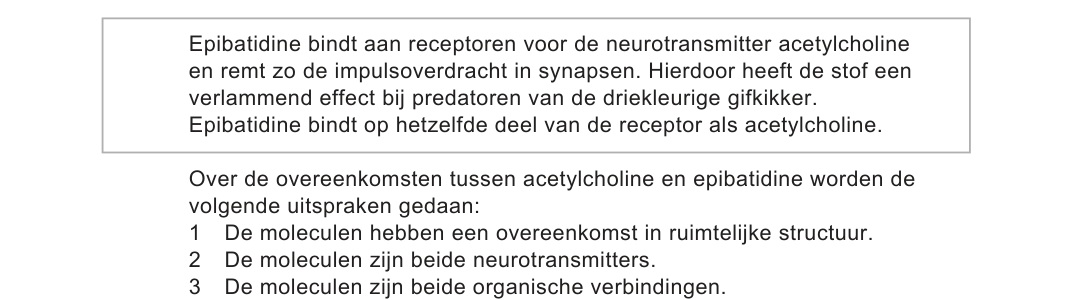 Epibatidine bindt aan receptoren voor de neurotransmitter acetylcholine
en remt zo de impulsoverdracht in synapsen. Hierdoor heeft de stof een
verlammend effect bij predatoren van de driekleurige gifkikker.
Epibatidine bindt op hetzelfde deel van de receptor als acetylcholine.
Over de overeenkomsten tussen acetylcholine en epibatidine worden de
volgende uitspraken gedaan:
1 De moleculen hebben een overeenkomst in ruimtelijke structuur.
2 De moleculen zijn beide neurotransmitters.
3 De moleculen zijn beide organische verbindingen.